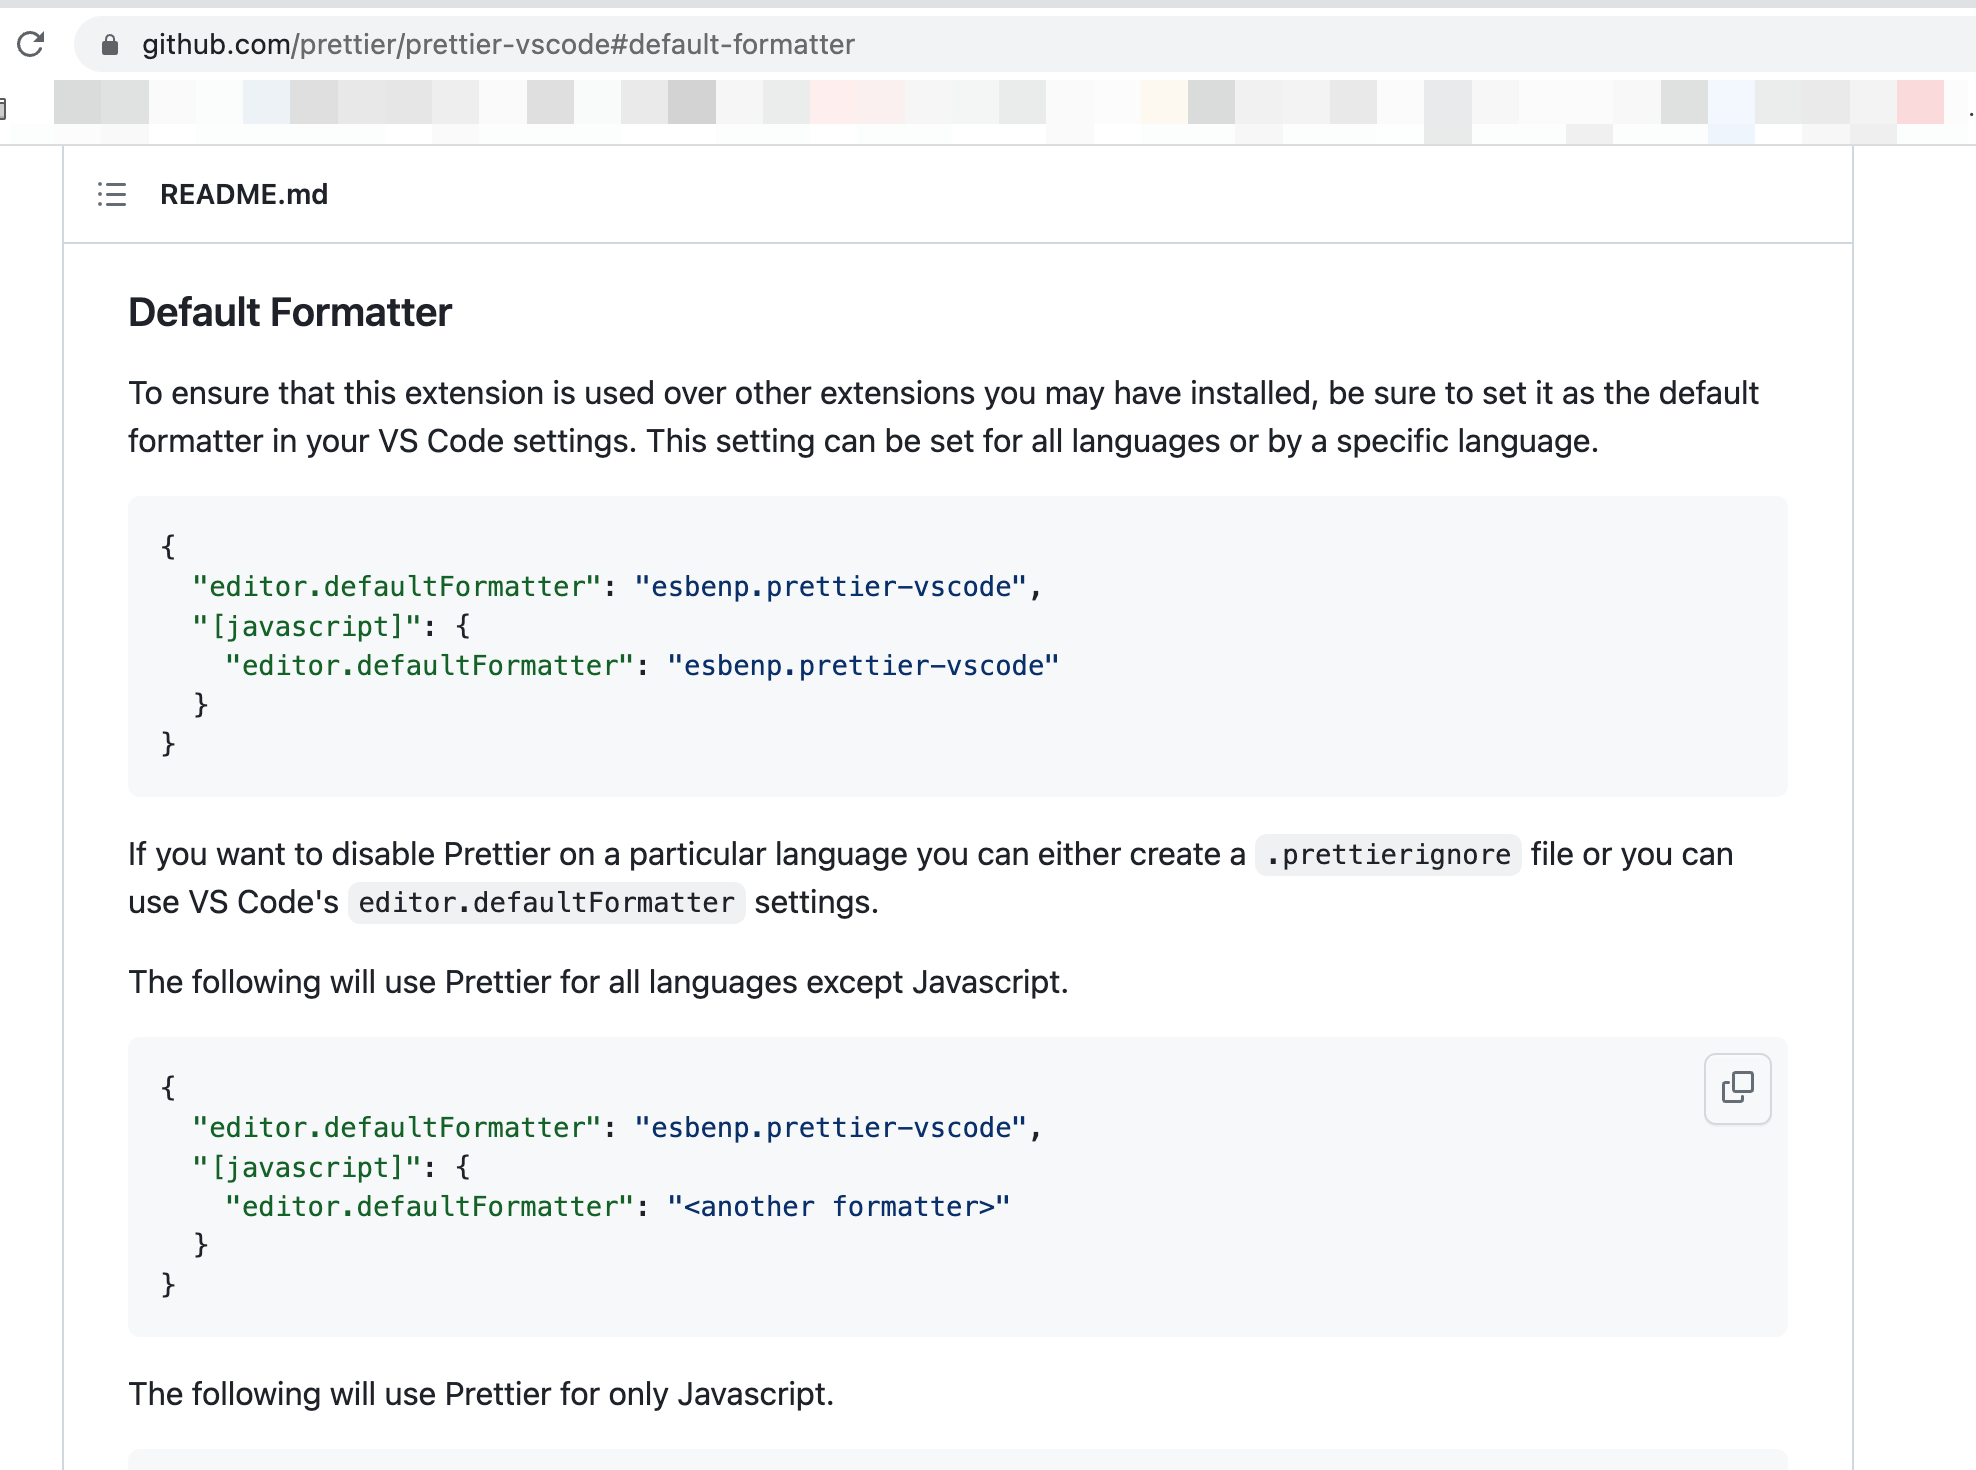 github.com/prettier/prettier-vscode#default-formatter
README.md
Default Formatter
To ensure that this extension is used over other extensions you may have installed, be sure to set it as the default
formatter in your VS Code settings. This setting can be set for all languages or by a specific language.
{
  "editor.defaultFormatter": "esbenp.prettier-vscode",
  "[javascript]": {
    "editor.defaultFormatter": "esbenp.prettier-vscode"
  }
}
If you want to disable Prettier on a particular language you can either create a .prettierignore file or you can
use VS Code's editor.defaultFormatter settings.
The following will use Prettier for all languages except Javascript.
{
  "editor.defaultFormatter": "esbenp.prettier-vscode",
  "[javascript]": {
    "editor.defaultFormatter": "<another formatter>"
  }
}
The following will use Prettier for only Javascript.